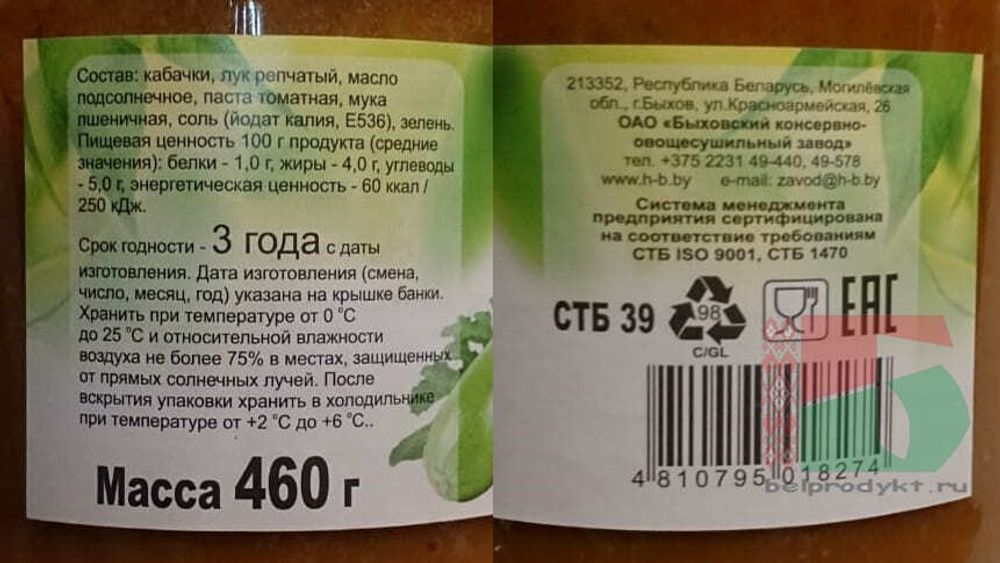 Состав: кабачки, лук репчатый, масло
подсолнечное, паста томатная, мука
пшеничная, соль (йодат калия, Е536), зелень.
Пищевая ценность 100 г продукта (средние
значения): белки - 1,0 г, жиры - 4,0 г, углеводы
- 5,0 г, энергетическая ценность - 60 ккал /
250 кДж.
Срок годности - 3 года с даты
изготовления. Дата изготовления (смена,
число, месяц, год) указана на крышке банки.
Хранить при температуре от 0 °С
до 25 °С и относительной влажности
воздуха не более 75% в местах, защищенных
от прямых солнечных лучей. После
вскрытия упаковки хранить в холодильнике
при температуре от +2 °С до +6 °С..
Масса 460 г
213352, Республика Беларусь, Могилёвская
обл., г.Быхов, ул.Красноармейская, 26
ОАО «Быховский консервно-
овощесушильный завод»
тел. +375 2231 49-440, 49-578
www.h-b.by e-mail: zavod@h-b.by
Система менеджмента
предприятия сертифицирована
на соответствие требованиям
СТБ ISO 9001, СТБ 1470
СТБ 39 98 EAC
C/GL
4 810795 018274
belprodykt.ru